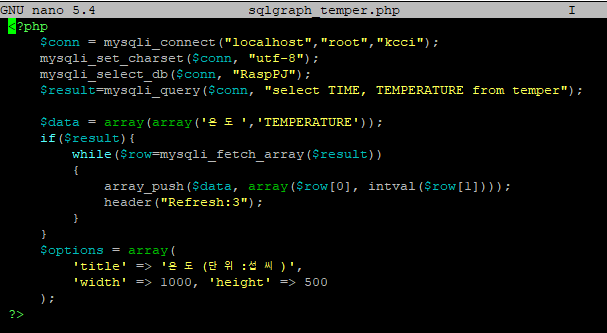 GNU nano 5.4 sqlgraph_temper.php I
<?php
    $conn = mysqli_connect("localhost","root","kcci");
    mysqli_set_charset($conn, "utf-8");
    mysqli_select_db($conn, "RaspPJ");
    $result=mysqli_query($conn, "select TIME, TEMPERATURE from temper");

    $data = array(array('온도','TEMPERATURE'));
    if($result){
        while($row=mysqli_fetch_array($result))
        {
            array_push($data, array($row[0], intval($row[1])));
            header("Refresh:3");
        }
    }
    $options = array(
        'title' => '온도(단위:섭씨)',
        'width' => 1000, 'height' => 500
    );
?>